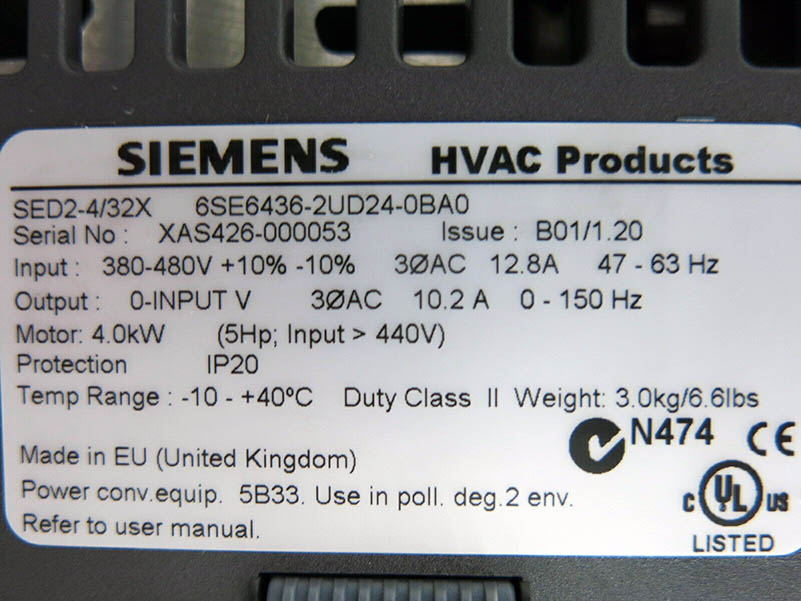 SIEMENS HVAC Products
SED2-4/32X 6SE6436-2UD24-0BA0
Serial No : XAS426-000053 Issue : B01/1.20
Input : 380-480V +10% -10% 3ØAC 12.8A 47 - 63 Hz
Output : 0-INPUT V 3ØAC 10.2 A 0 - 150 Hz
Motor: 4.0kW (5Hp; Input > 440V)
Protection IP20
Temp Range : -10 - +40ºC Duty Class II Weight: 3.0kg/6.6lbs
N474 CE
Made in EU (United Kingdom)
Power conv.equip. 5B33. Use in poll. deg.2 env.
C UL US
Refer to user manual.
LISTED